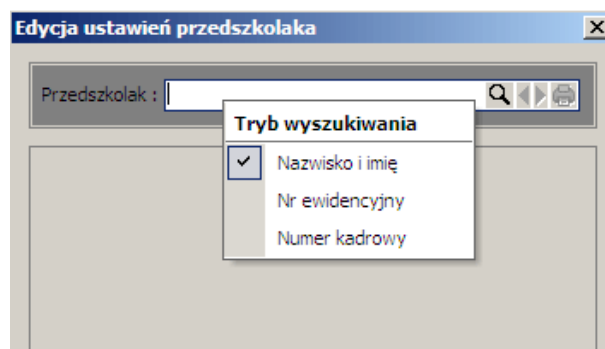 Edycja ustawień przedszkolaka
Przedszkolak :
Tryb wyszukiwania
Nazwisko i imię
Nr ewidencyjny
Numer kadrowy